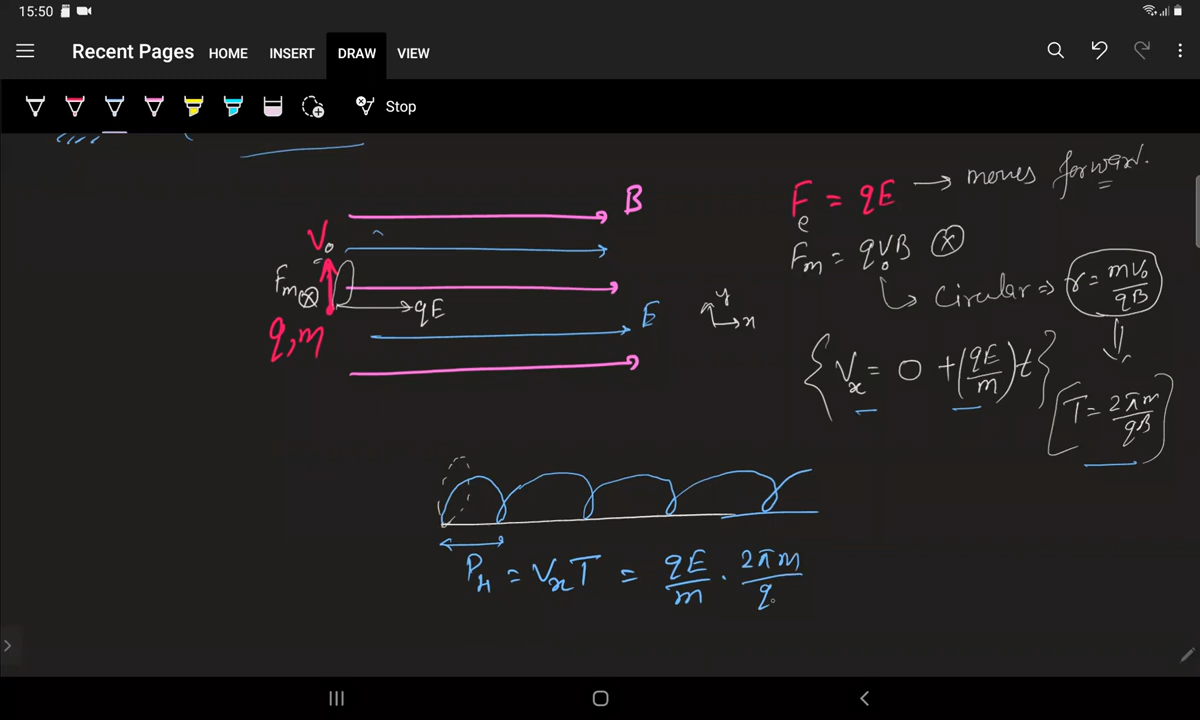 15:50
Recent Pages HOME INSERT DRAW VIEW
Stop
B
V₀
Fₘ ⊗
qE
q,m
E
y
x
Fₑ = qE → moves forward.
Fₘ = qV₀B ⊗
Circular ⇒ r = mv₀/qB
{Vₓ = 0 + (qE/m)t}
[T = 2πm/qB]
= VₓT = qE/m · 2πm/q